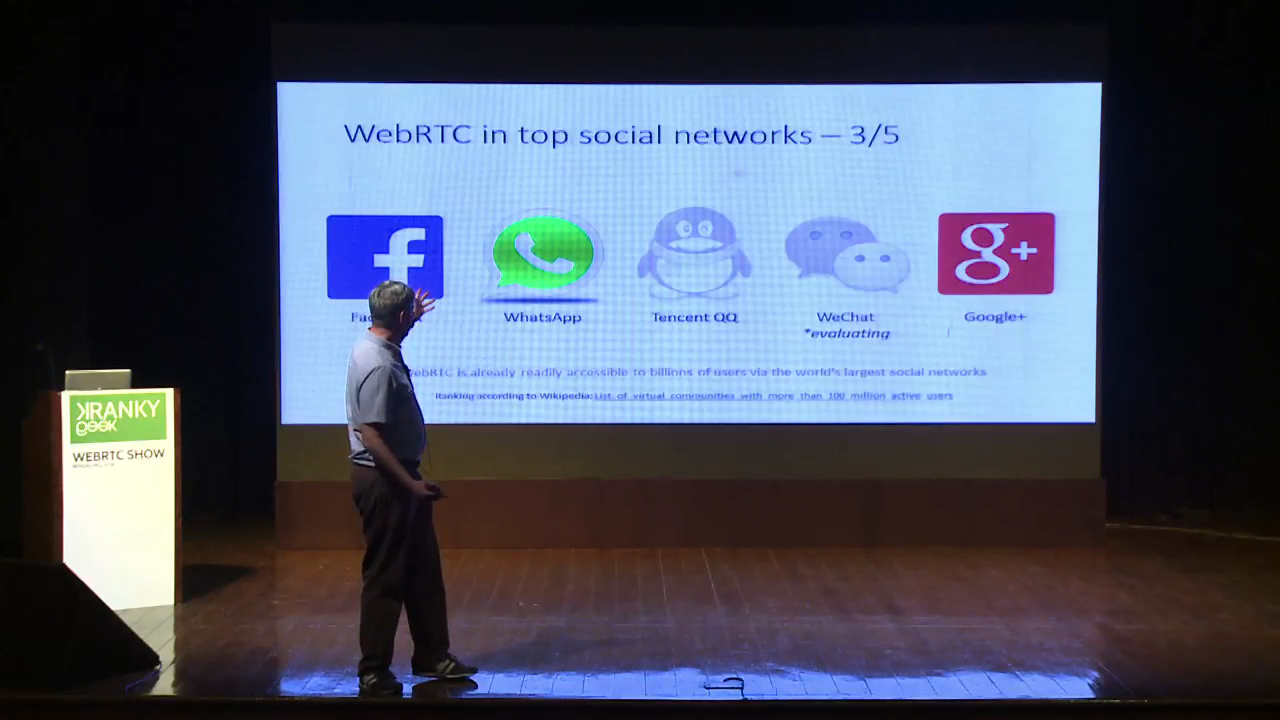 WebRTC in top social networks – 3/5
f
g+
WhatsApp
Tencent QQ
WeChat
Google+
*evaluating
is already readily accessible to billions of users via the world's largest social networks
Ranking according to Wikipedia: List of virtual communities with more than 100 million active users
KRANKY
geek
WEBRTC SHOW